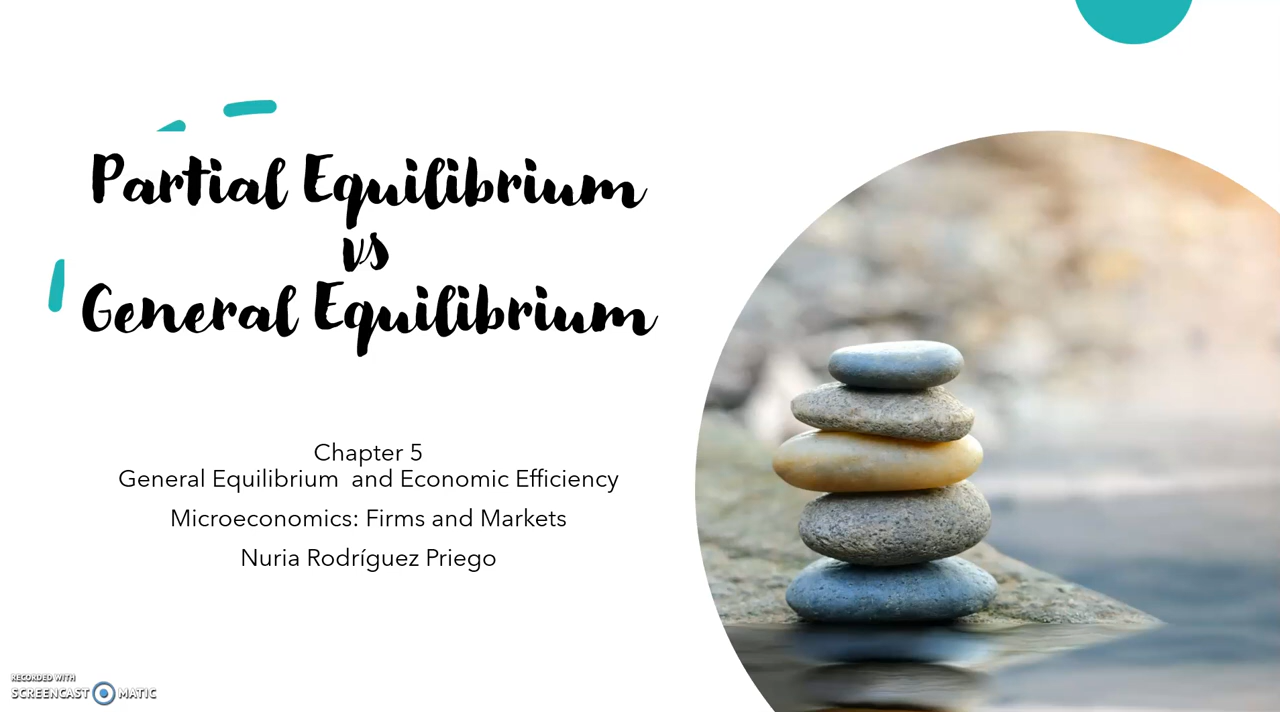 Partial Equilibrium
vs
General Equilibrium
Chapter 5
General Equilibrium and Economic Efficiency
Microeconomics: Firms and Markets
Nuria Rodríguez Priego
RECORDED WITH
SCREENCAST MATIC